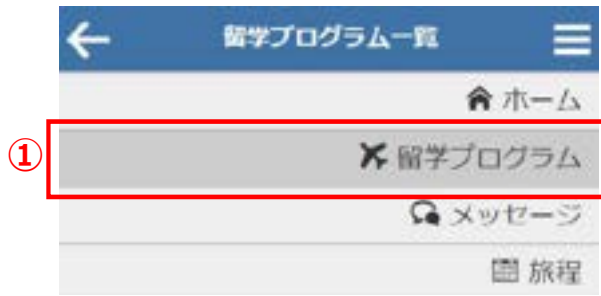 留学プログラム一覧
ホーム
① 留学プログラム
メッセージ
旅程